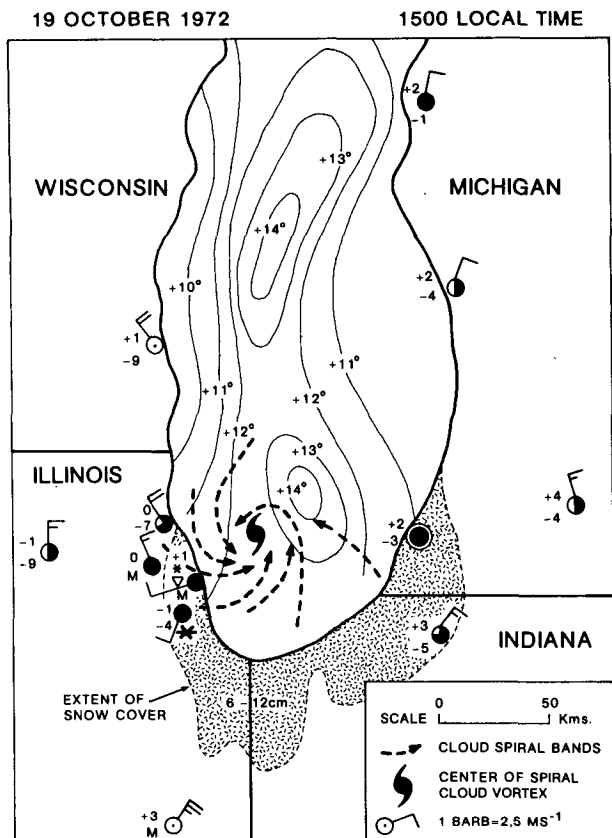 19 OCTOBER 1972
1500 LOCAL TIME
+2
-1
+13°
WISCONSIN
MICHIGAN
+14°
+2
-4
+10°
+1
-9
+11°
+11°
+12°
+12°
+13°
ILLINOIS
+14°
+4
-4
0
-7
+2
-3
-1
-9
0
M
+1
M
-1
-4
+3
-5
INDIANA
EXTENT OF
SNOW COVER
6 - 12cm.
SCALE
0 50
Kms.
CLOUD SPIRAL BANDS
CENTER OF SPIRAL
CLOUD VORTEX
1 BARB=2,5 MS⁻¹
+3
M